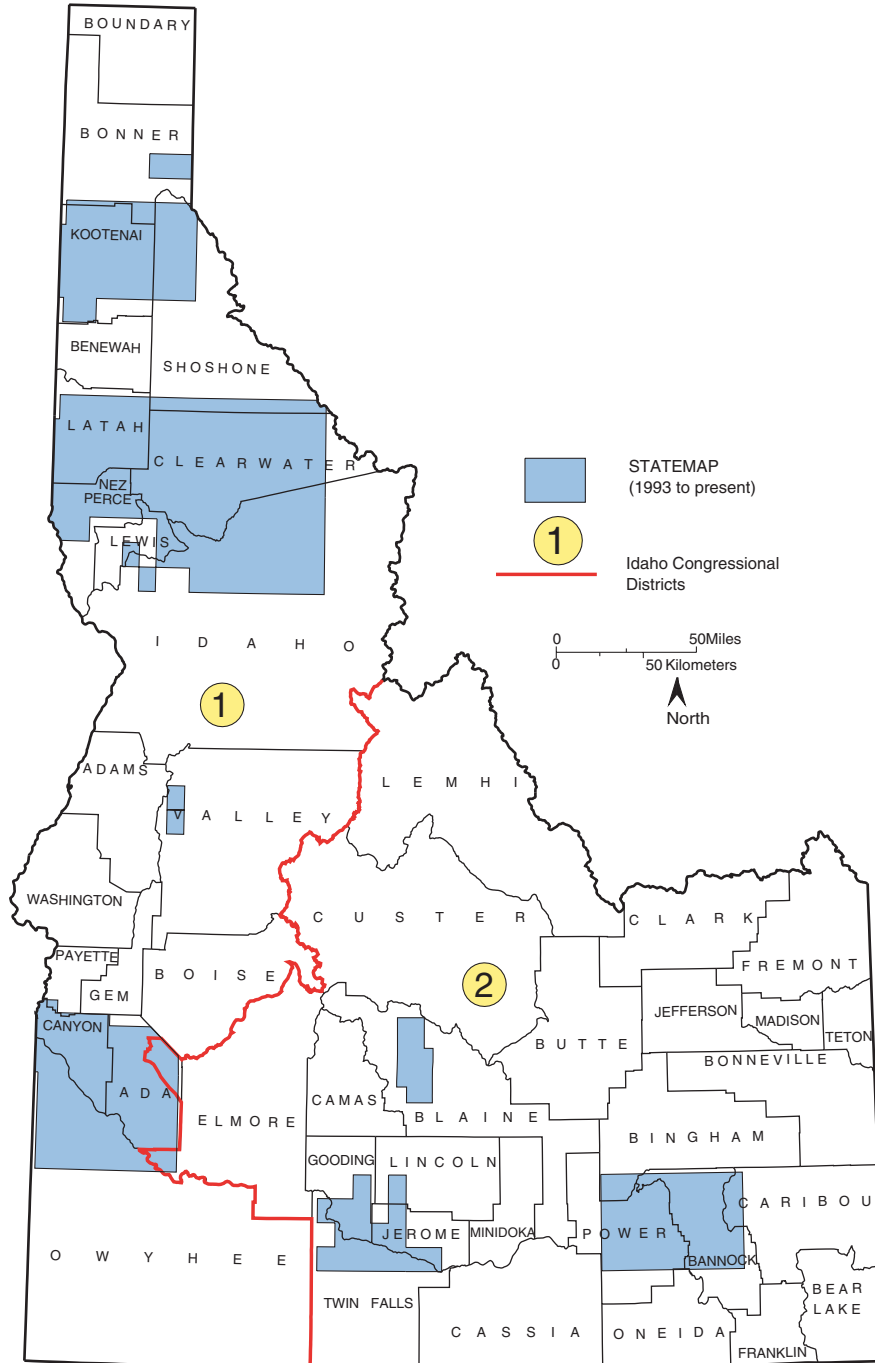 BOUNDARY
BONNER
KOOTENAI
BENEWAH
SHOSHONE
LATAH
CLEARWATER
NEZ
PERCE
LEWIS
STATEMAP
(1993 to present)
1
Idaho Congressional
Districts
IDAHO
0 50Miles
0 50 Kilometers
North
1
ADAMS
LEMHI
VALLEY
WASHINGTON
CUSTER
CLARK
PAYETTE
BOISE
FREMONT
GEM
2
JEFFERSON
MADISON
TETON
CANYON
BUTTE
BONNEVILLE
ADA
ELMORE
CAMAS
BLAINE
BINGHAM
GOODING
LINCOLN
CARIBOU
JEROME
MINIDOKA
POWER
BANNOCK
OWYHEE
BEAR
LAKE
TWIN FALLS
CASSIA
ONEIDA
FRANKLIN